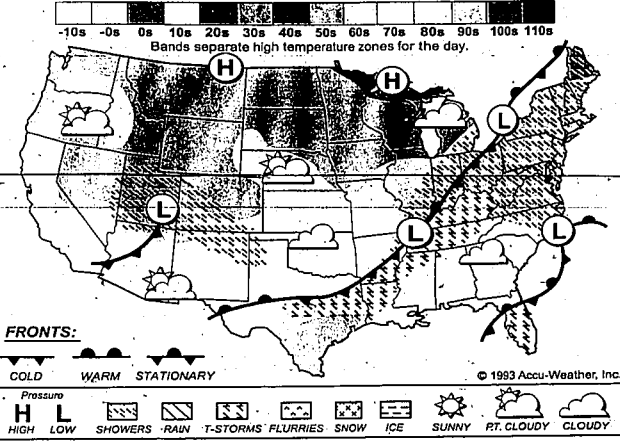 -10s -0s 0s 10s 20s 30s 40s 50s 60s 70s 80s 90s 100s 110s
Bands separate high temperature zones for the day.
H
H
L
L
L
L
FRONTS:
COLD WARM STATIONARY
© 1993 Accu-Weather, Inc.
Pressure
H L
HIGH LOW SHOWERS RAIN T-STORMS FLURRIES SNOW ICE SUNNY PT. CLOUDY CLOUDY